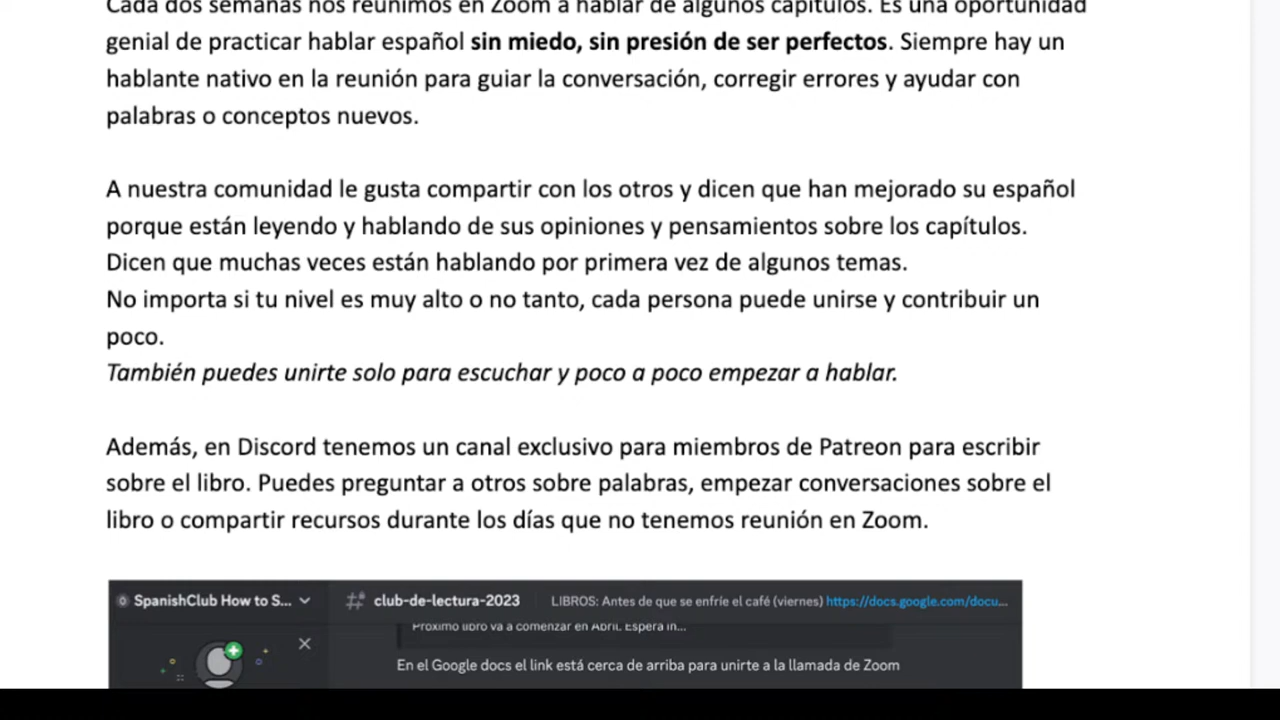 Cada dos semanas nos reunimos en Zoom a hablar de algunos capítulos. Es una oportunidad
genial de practicar hablar español sin miedo, sin presión de ser perfectos. Siempre hay un
hablante nativo en la reunión para guiar la conversación, corregir errores y ayudar con
palabras o conceptos nuevos.
A nuestra comunidad le gusta compartir con los otros y dicen que han mejorado su español
porque están leyendo y hablando de sus opiniones y pensamientos sobre los capítulos.
Dicen que muchas veces están hablando por primera vez de algunos temas.
No importa si tu nivel es muy alto o no tanto, cada persona puede unirse y contribuir un
poco.
También puedes unirte solo para escuchar y poco a poco empezar a hablar.
Además, en Discord tenemos un canal exclusivo para miembros de Patreon para escribir
sobre el libro. Puedes preguntar a otros sobre palabras, empezar conversaciones sobre el
libro o compartir recursos durante los días que no tenemos reunión en Zoom.
SpanishClub How to S... # club-de-lectura-2023 LIBROS: Antes de que se enfríe el café (viernes) https://docs.google.com/docu...
Próximo libro va a comenzar en Abril. Espera in...
En el Google docs el link está cerca de arriba para unirte a la llamada de Zoom